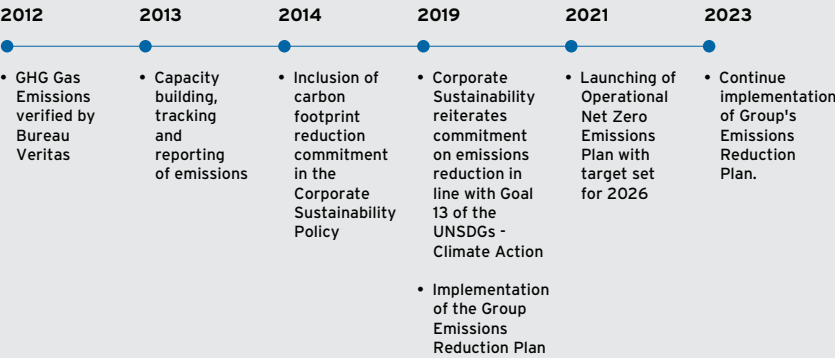 2012
2013
2014
2019
2021
2023
• GHG Gas
Emissions
verified by
Bureau
Veritas
• Capacity
building,
tracking
and
reporting
of emissions
• Inclusion of
carbon
footprint
reduction
commitment
in the
Corporate
Sustainability
Policy
• Corporate
Sustainability
reiterates
commitment
on emissions
reduction in
line with Goal
13 of the
UNSDGs -
Climate Action
• Implementation
of the Group
Emissions
Reduction Plan
• Launching of
Operational
Net Zero
Emissions
Plan with
target set
for 2026
• Continue
implementation
of Group's
Emissions
Reduction
Plan.